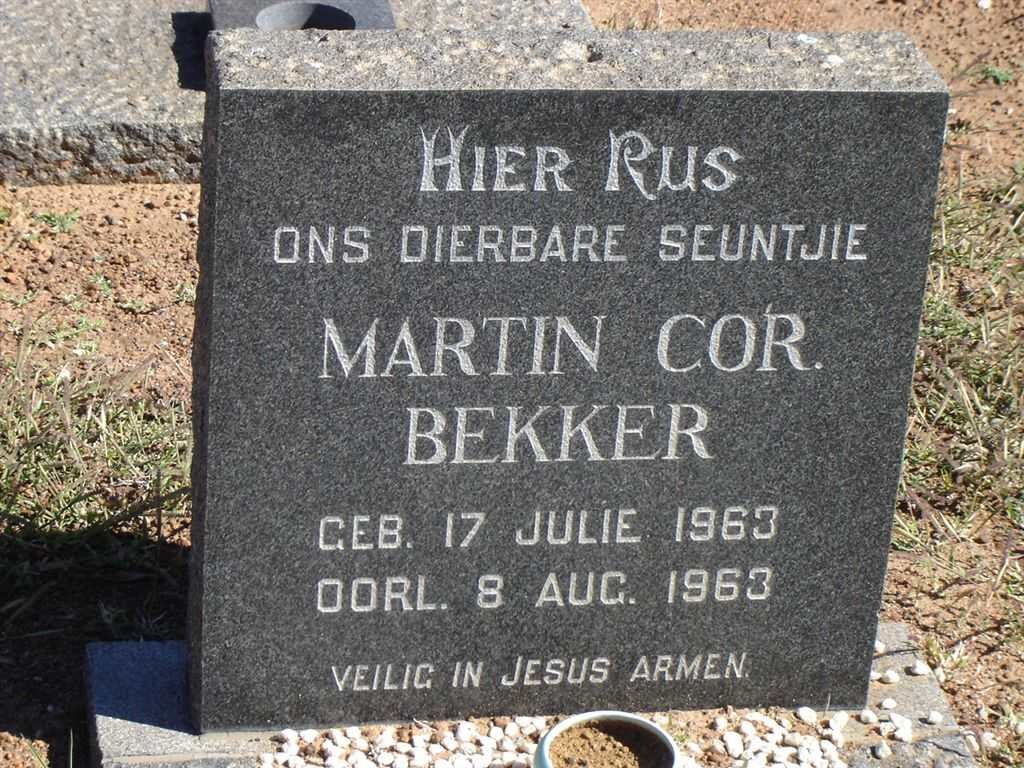 HIER RUS
ONS DIERBARE SEUNTJIE
MARTIN COR.
BEKKER
GEB. 17 JULIE 1963
OORL. 8 AUG. 1963
VEILIG IN JESUS ARMEN.